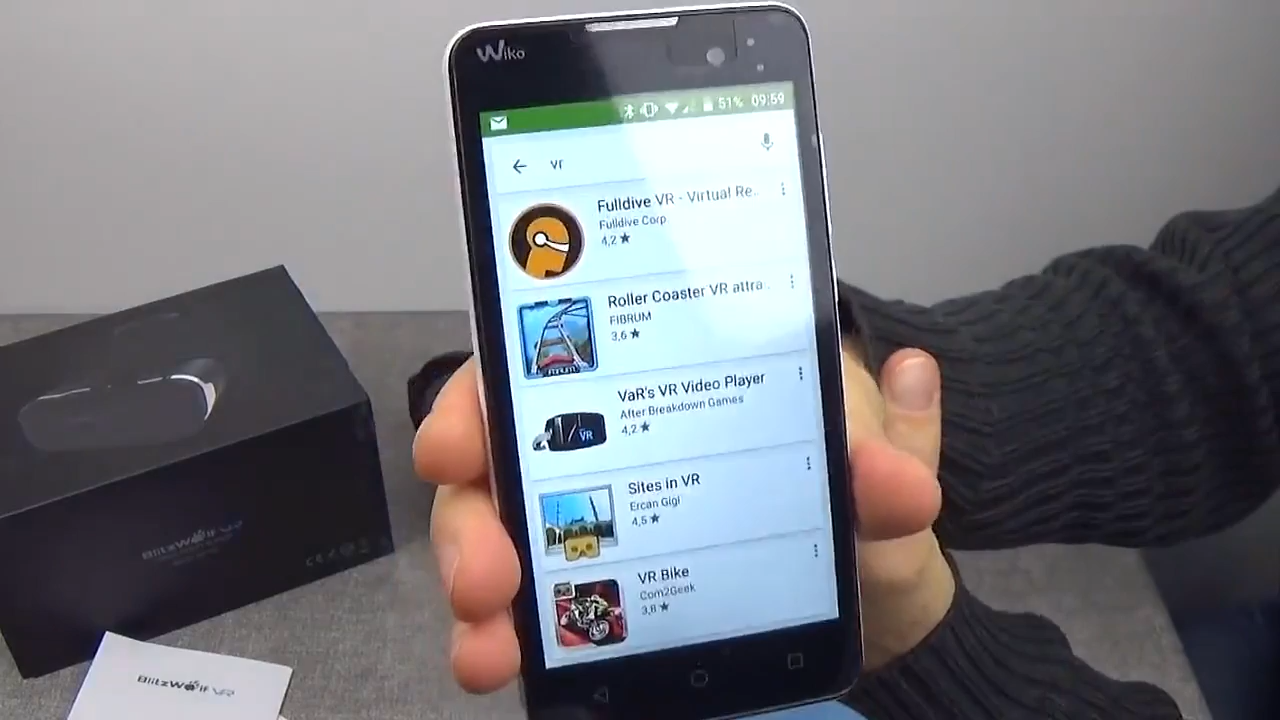 Wiko
51% 09:59
vr
Fulldive VR - Virtual Re..
Fulldive Corp
4,2 ★
Roller Coaster VR attra..
FIBRUM
3,6 ★
FIBRUM
VaR's VR Video Player
After Breakdown Games
4,2 ★
VR
Sites in VR
Ercan Gigi
4,5 ★
VR Bike
Com2Geek
3,8 ★
BlitzWolf VR
BlitzWolf VR